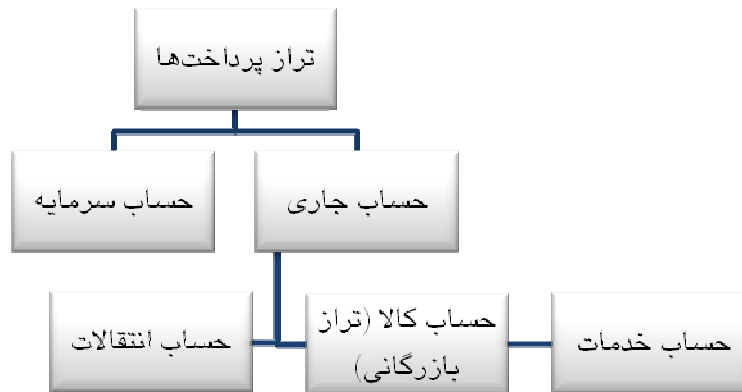 تراز پرداخت‌ها
حساب جاری
حساب سرمایه
حساب خدمات
حساب کالا (تراز
بازرگانی)
حساب انتقالات